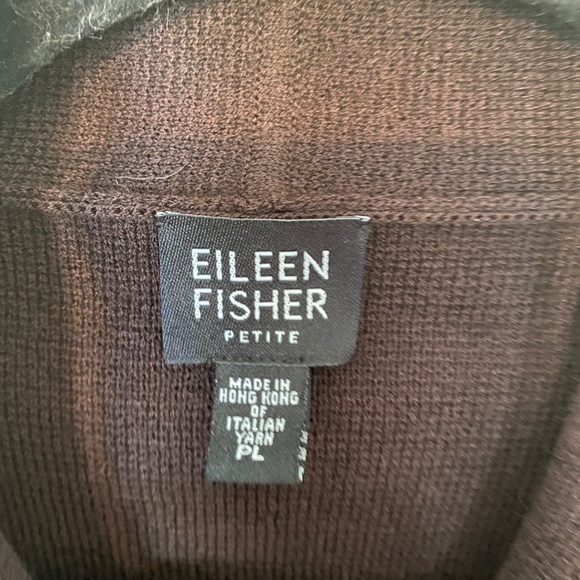 EILEEN
FISHER
PETITE
MADE IN
HONG KONG
OF
ITALIAN
YARN
PL